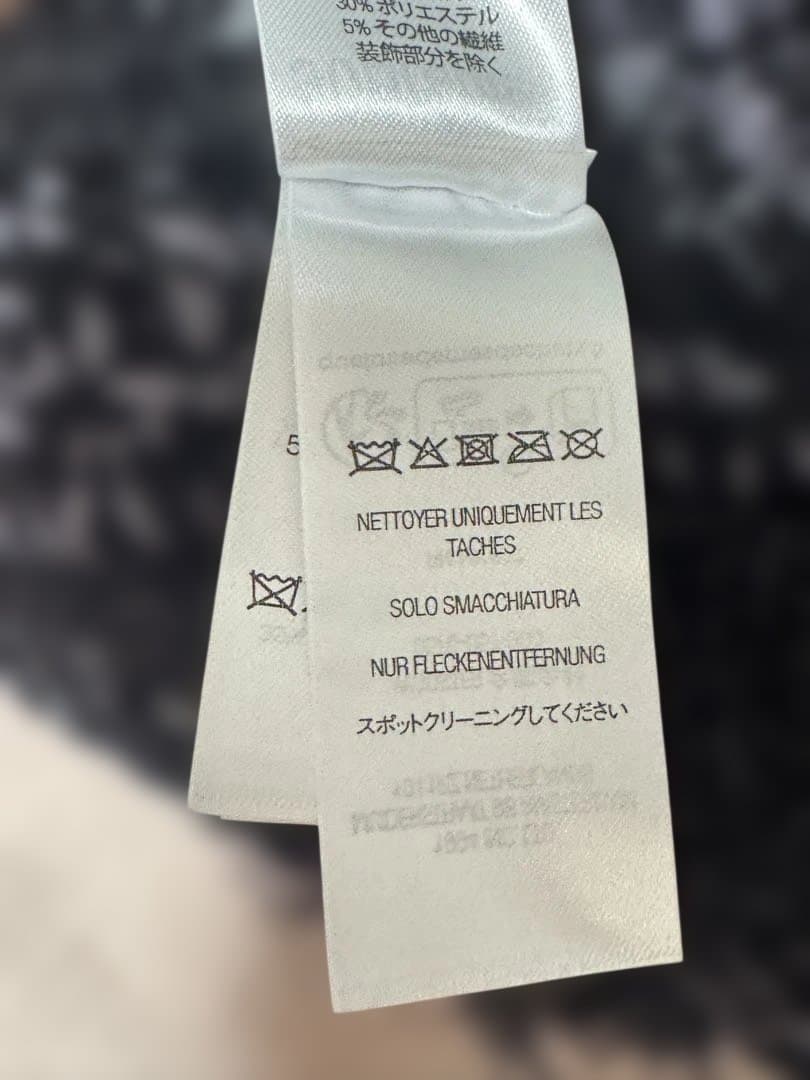 30% ポリエステル
5% その他の繊維
装飾部分を除く
5
NETTOYER UNIQUEMENT LES
TACHES
SOLO SMACCHIATURA
NUR FLECKENENTFERNUNG
スポットクリーニングしてください